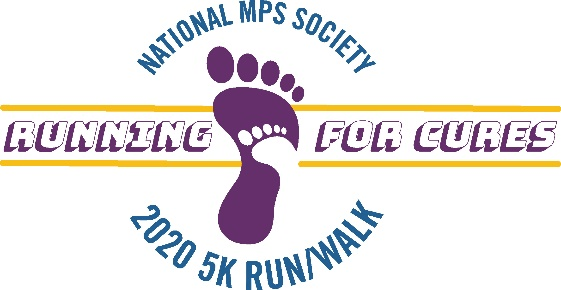 NATIONAL MPS SOCIETY
RUNNING FOR CURES
2020 5K RUN/WALK